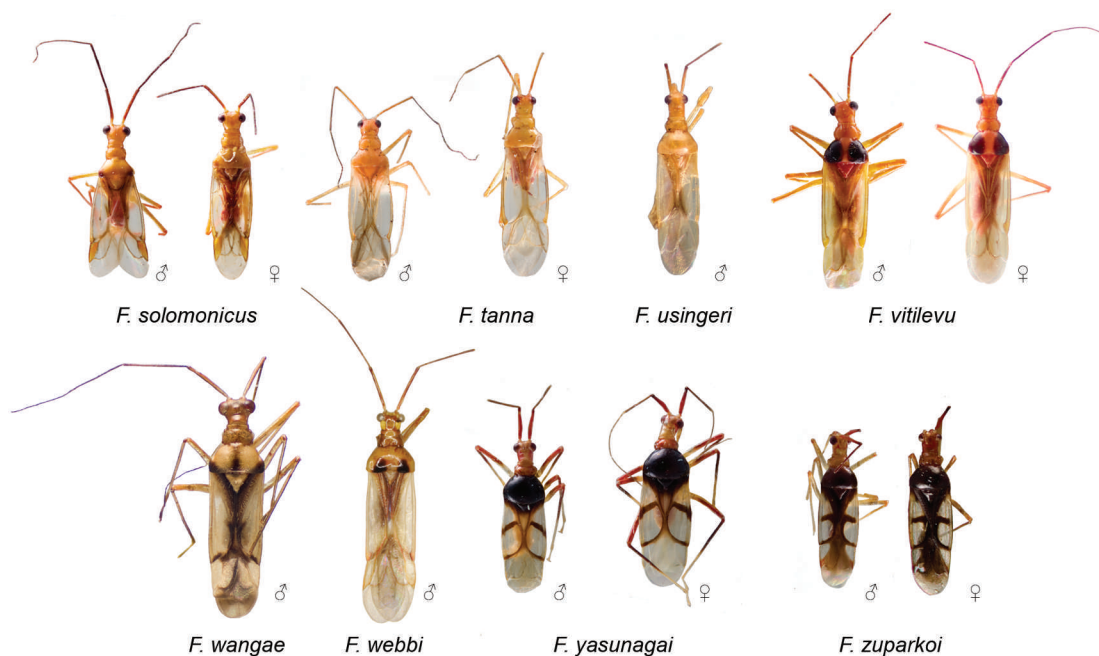 ♂ ♀ ♂ ♀ ♂ ♂ ♀
F. solomonicus F. tanna F. usingeri F. vitilevu
♂ ♂ ♂ ♀ ♂ ♀
F. wangae F. webbi F. yasunagai F. zuparkoi